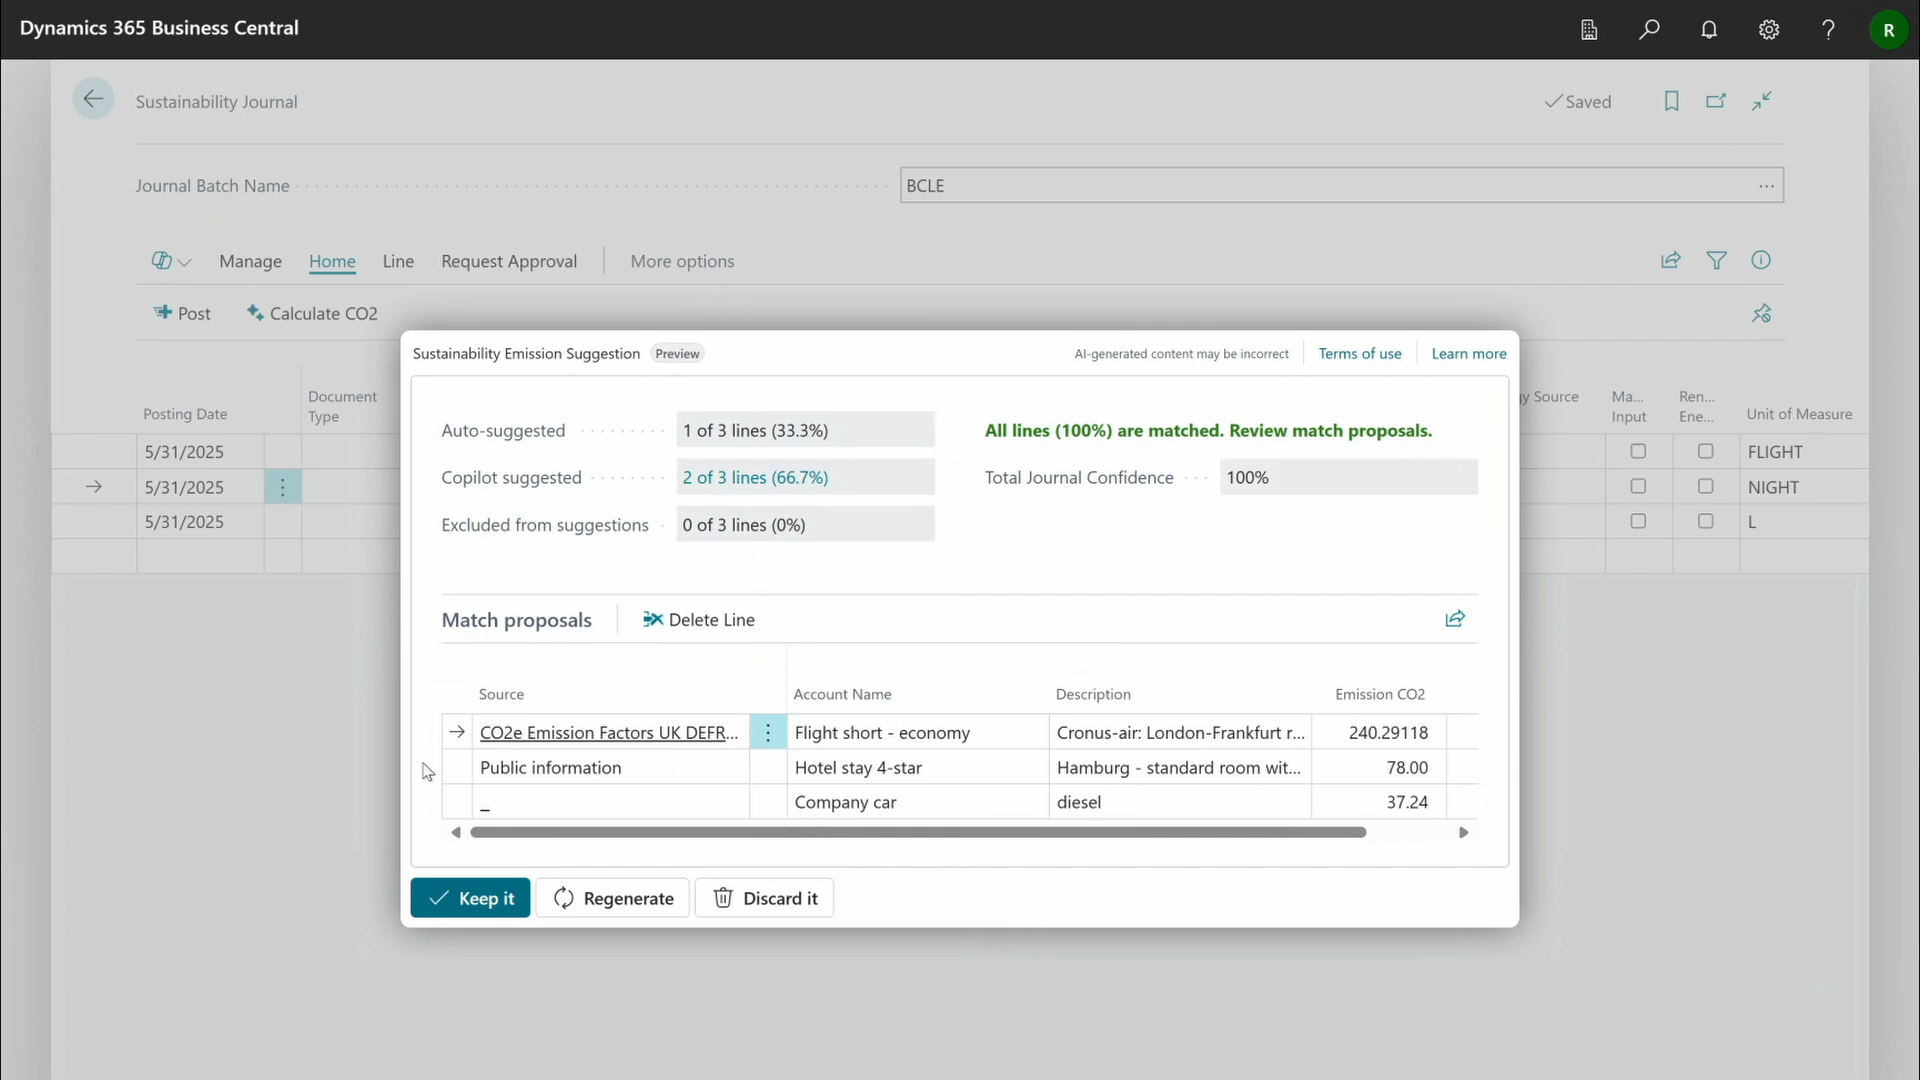 Dynamics 365 Business Central
R
Sustainability Journal
Saved
Journal Batch Name
BCLE
Manage
Home
Line
Request Approval
More options
Post
Calculate CO2
Sustainability Emission Suggestion
Preview
AI-generated content may be incorrect
Terms of use
Learn more
Auto-suggested
1 of 3 lines (33.3%)
All lines (100%) are matched. Review match proposals.
Copilot suggested
2 of 3 lines (66.7%)
Total Journal Confidence
100%
Excluded from suggestions
0 of 3 lines (0%)
Posting Date
Document Type
y Source
Ma... Input
Ren... Ene...
Unit of Measure
5/31/2025
FLIGHT
5/31/2025
NIGHT
5/31/2025
L
Match proposals
Delete Line
Source
Account Name
Description
Emission CO2
CO2e Emission Factors UK DEFR...
Flight short - economy
Cronus-air: London-Frankfurt r...
240.29118
Public information
Hotel stay 4-star
Hamburg - standard room wit...
78.00
_
Company car
diesel
37.24
Keep it
Regenerate
Discard it